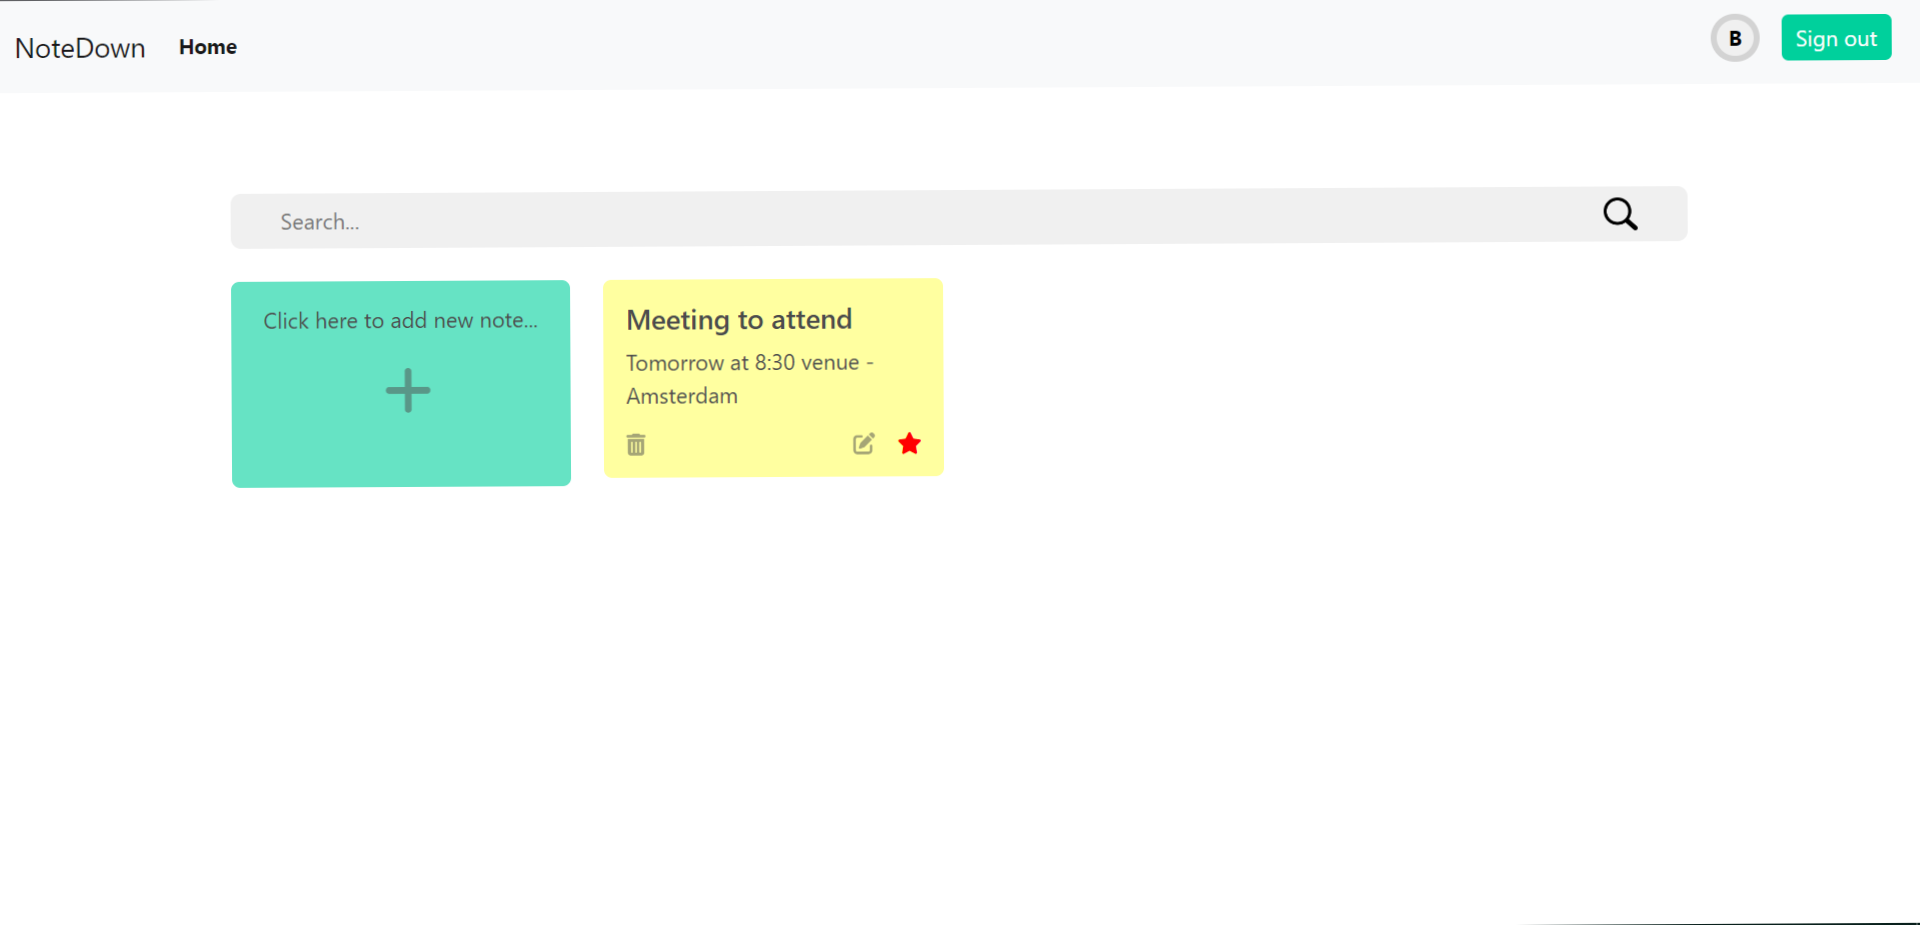 NoteDown
Home
B
Sign out
Search...
Click here to add new note...
Meeting to attend
Tomorrow at 8:30 venue -
Amsterdam